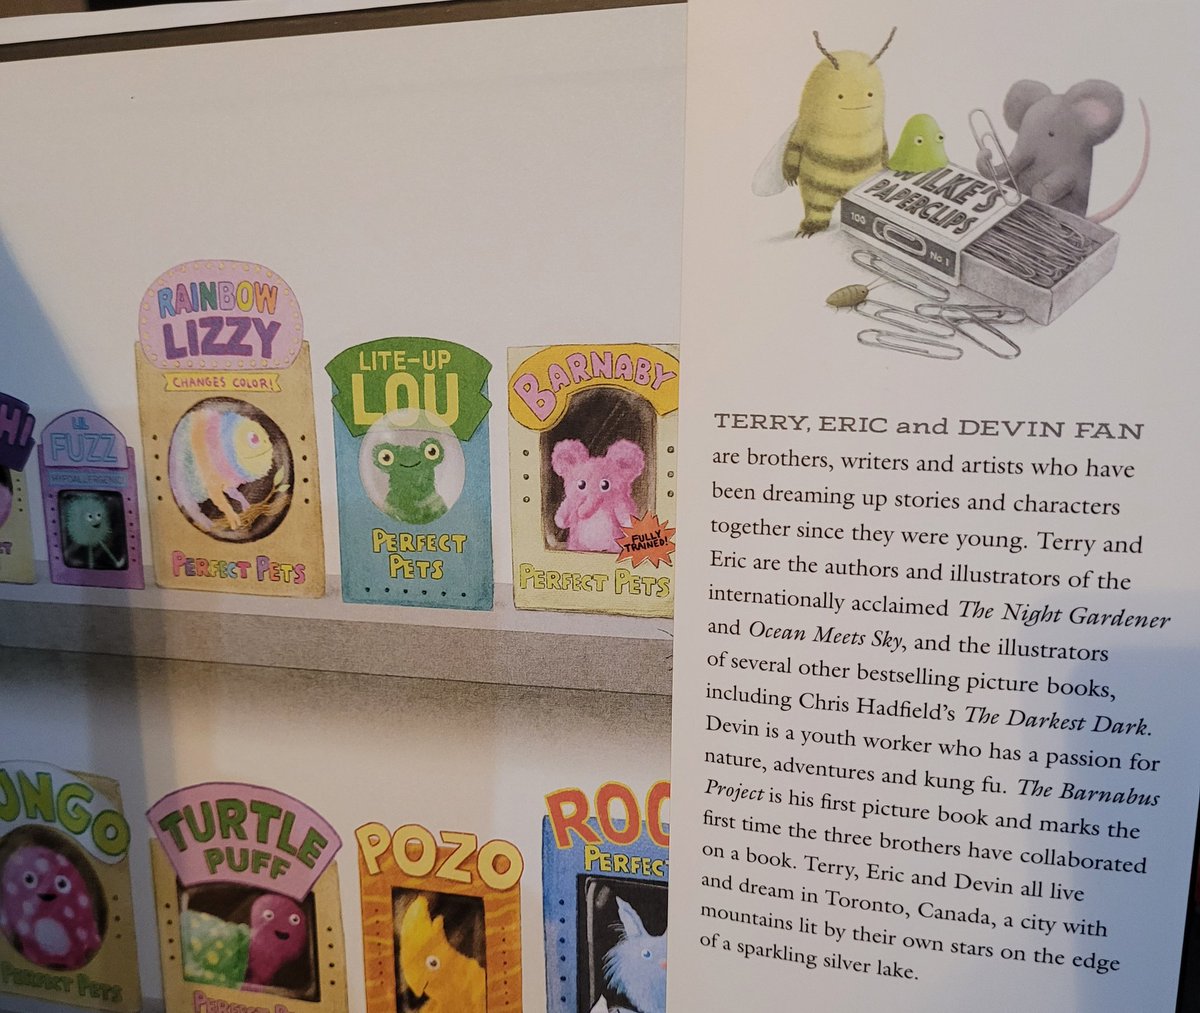 WILKE'S
PAPERCLIPS
100
No. 1
RAINBOW
LIZZY
CHANGES COLOR!
PERFECT PETS
LIL
FUZZ
HYPOALLERGENIC!
LITE-UP
LOU
PERFECT
PETS
BARNABY
FULLY
TRAINED!
PERFECT PETS
TURTLE
PUFF
PERFECT PETS
POZO
PERFECT PETS
TERRY, ERIC and DEVIN FAN
are brothers, writers and artists who have
been dreaming up stories and characters
together since they were young. Terry and
Eric are the authors and illustrators of the
internationally acclaimed The Night Gardener
and Ocean Meets Sky, and the illustrators
of several other bestselling picture books,
including Chris Hadfield's The Darkest Dark.
Devin is a youth worker who has a passion for
nature, adventures and kung fu. The Barnabus
Project is his first picture book and marks the
first time the three brothers have collaborated
on a book. Terry, Eric and Devin all live
and dream in Toronto, Canada, a city with
mountains lit by their own stars on the edge
of a sparkling silver lake.